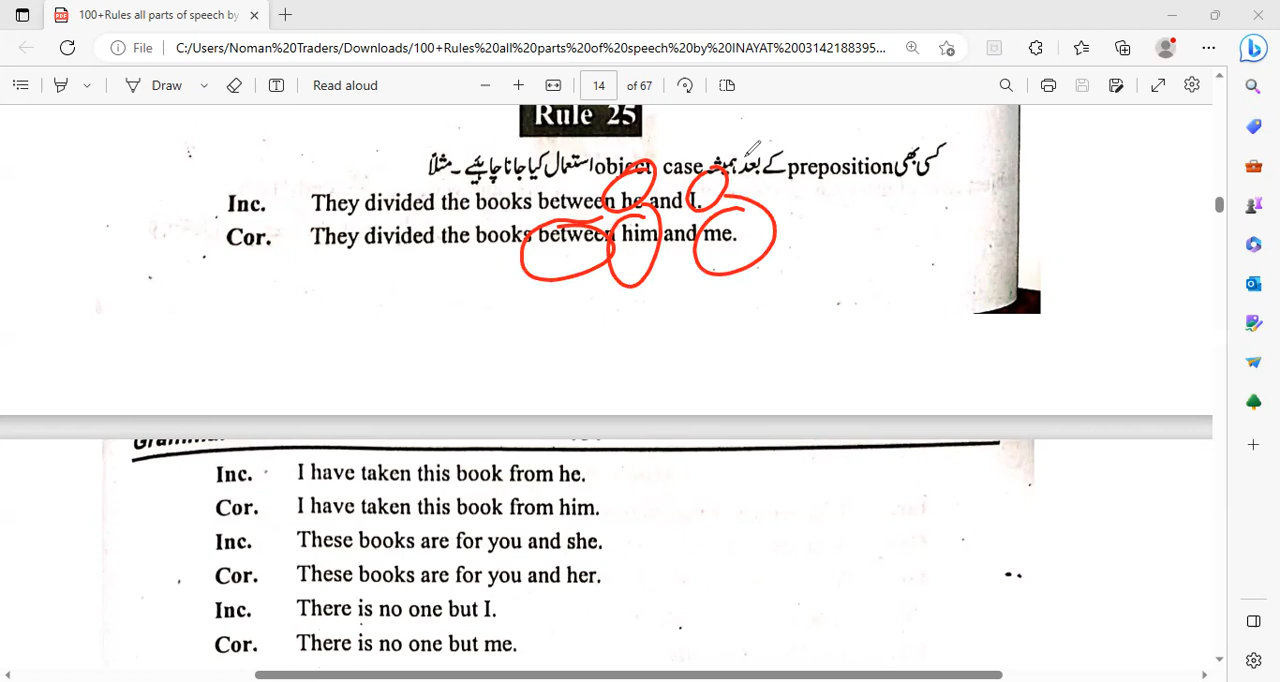 100+Rules all parts of speech by
File C:/Users/Noman%20Traders/Downloads/100+Rules%20all%20parts%20of%20speech%20by%20INAYAT%2003142188395...
Draw Read aloud 14 of 67
Rule 25
کسی بھی preposition کے بعد ہمیشہ object case استعمال کیا جانا چاہئیے۔ مثلاً
Inc. They divided the books between he and I.
Cor. They divided the books between him and me.
Inc. I have taken this book from he.
Cor. I have taken this book from him.
Inc. These books are for you and she.
Cor. These books are for you and her.
Inc. There is no one but I.
Cor. There is no one but me.